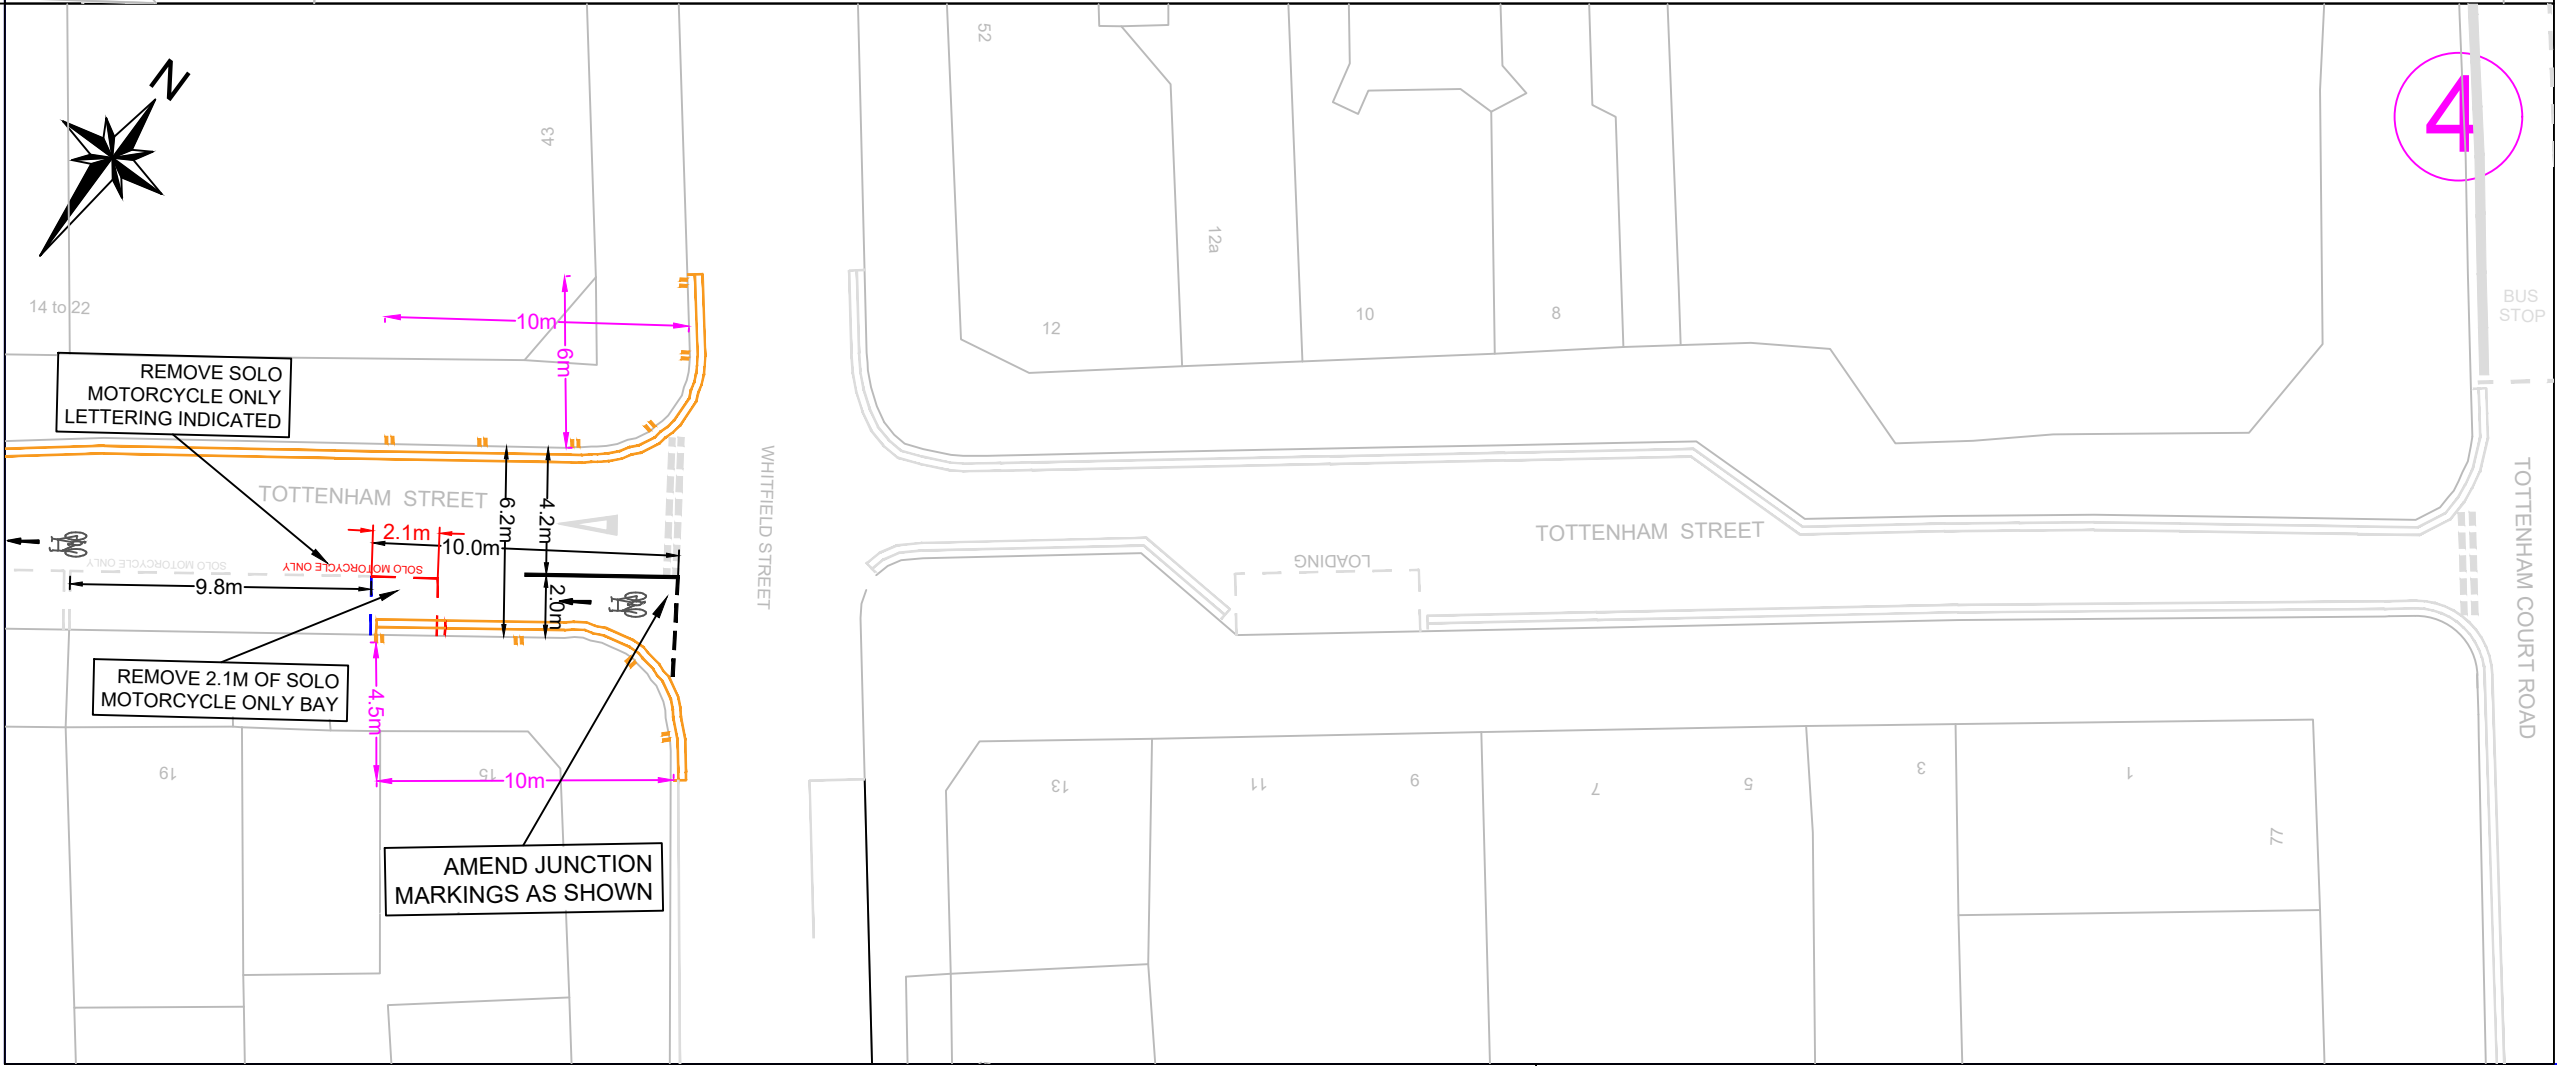 N
52
43
4
12a
14 to 22
10m
6m
12
10
8
BUS
STOP
REMOVE SOLO
MOTORCYCLE ONLY
LETTERING INDICATED
TOTTENHAM STREET
6.2m
4.2m
WHITFIELD STREET
TOTTENHAM STREET
TOTTENHAM COURT ROAD
2.1m
10.0m
SOLO MOTORCYCLE ONLY
SOLO MOTORCYCLE ONLY
LOADING
9.8m
2.0m
REMOVE 2.1M OF SOLO
MOTORCYCLE ONLY BAY
4.5m
19
15
10m
13
11
9
7
5
3
1
77
AMEND JUNCTION
MARKINGS AS SHOWN